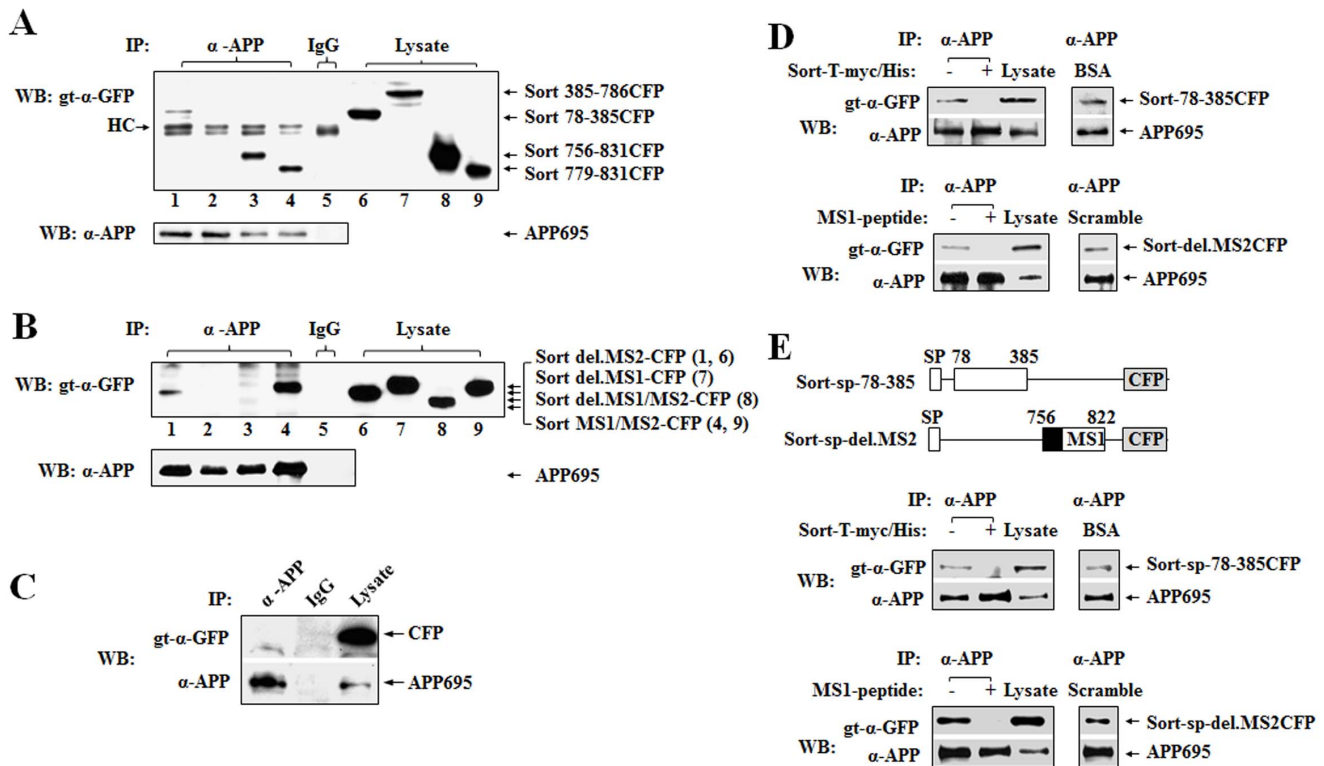 A
IP: α-APP IgG Lysate
WB: gt-α-GFP
HC
Sort 385-786CFP
Sort 78-385CFP
Sort 756-831CFP
Sort 779-831CFP
1 2 3 4 5 6 7 8 9
WB: α-APP
APP695
B
IP: α-APP IgG Lysate
WB: gt-α-GFP
Sort del.MS2-CFP (1, 6)
Sort del.MS1-CFP (7)
Sort del.MS1/MS2-CFP (8)
Sort MS1/MS2-CFP (4, 9)
1 2 3 4 5 6 7 8 9
WB: α-APP
APP695
C
IP: α-APP IgG Lysate
WB:
gt-α-GFP
CFP
α-APP
APP695
D
IP: α-APP α-APP
Sort-T-myc/His: - + Lysate BSA
gt-α-GFP
Sort-78-385CFP
WB:
α-APP
APP695
IP: α-APP α-APP
MS1-peptide: - + Lysate Scramble
gt-α-GFP
Sort-del.MS2CFP
WB:
α-APP
APP695
E
SP 78 385
Sort-sp-78-385 CFP
SP 756 822
Sort-sp-del.MS2 MS1 CFP
IP: α-APP α-APP
Sort-T-myc/His: - + Lysate BSA
gt-α-GFP
Sort-sp-78-385CFP
WB:
α-APP
APP695
IP: α-APP α-APP
MS1-peptide: - + Lysate Scramble
gt-α-GFP
Sort-sp-del.MS2CFP
WB:
α-APP
APP695